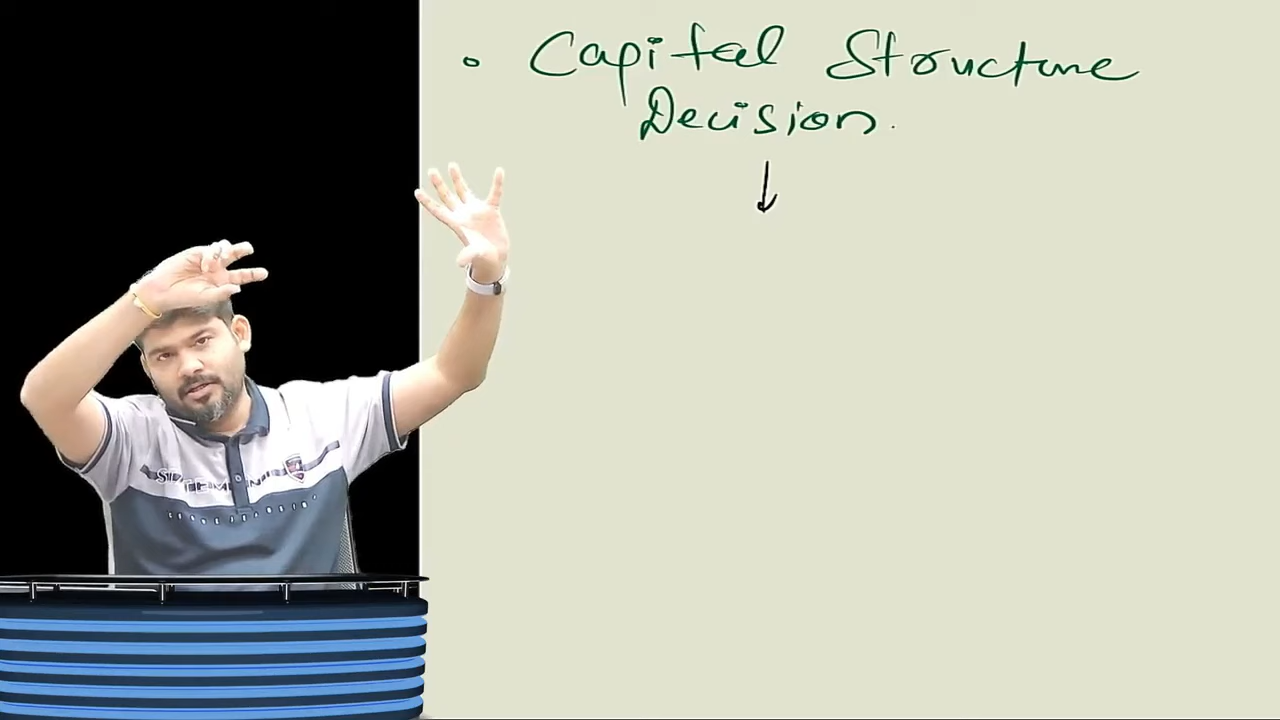 • Capital Structure
Decision.